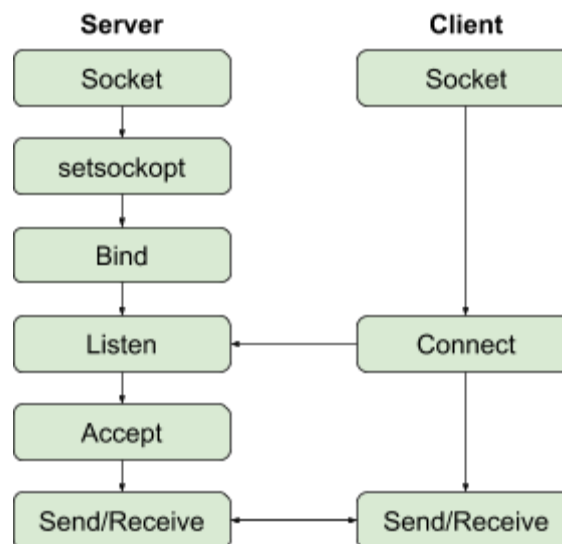 Server
Client
Socket
Socket
setsockopt
Bind
Listen
Connect
Accept
Send/Receive
Send/Receive